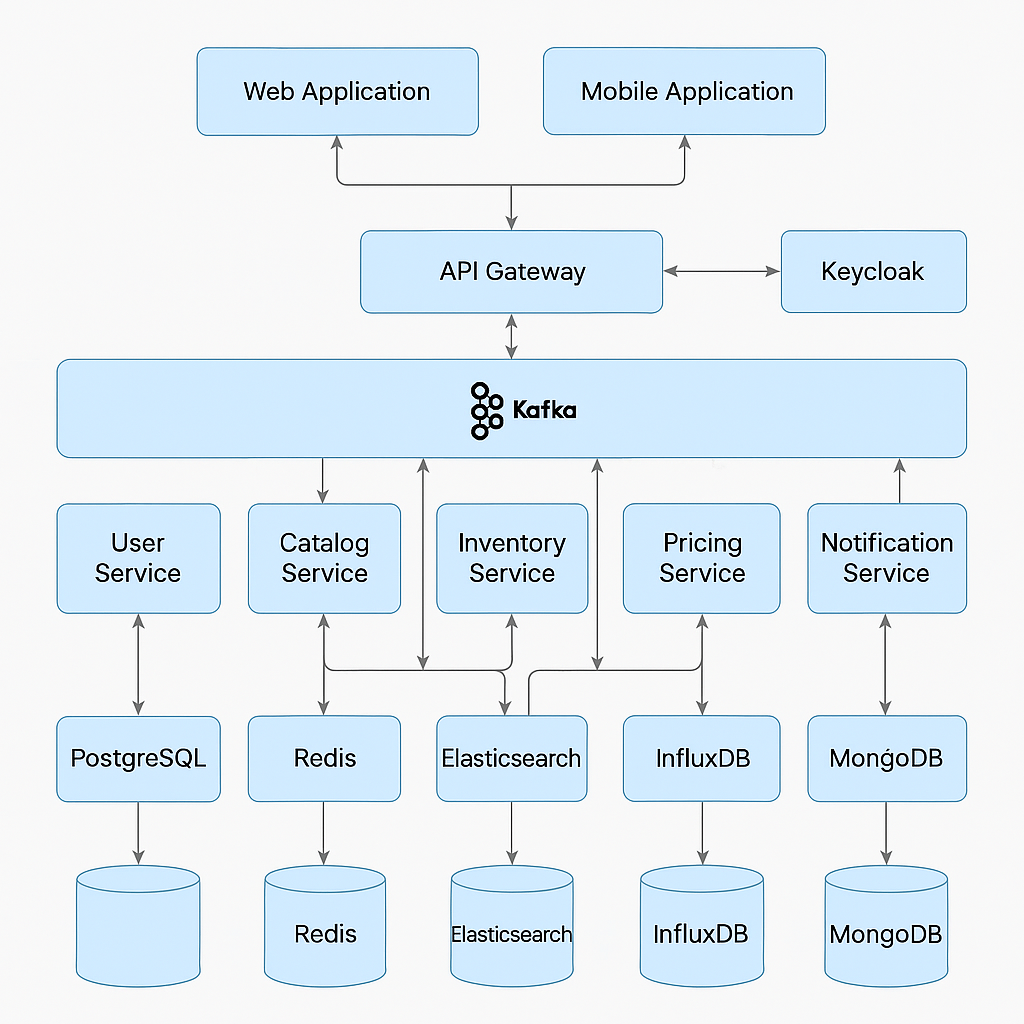 Web Application
Mobile Application
API Gateway
Keycloak
Kafka
User
Service
Catalog
Service
Inventory
Service
Pricing
Service
Notification
Service
PostgreSQL
Redis
Elasticsearch
InfluxDB
MonǵoDB
Redis
Elasticsearch
InfluxDB
MongoDB